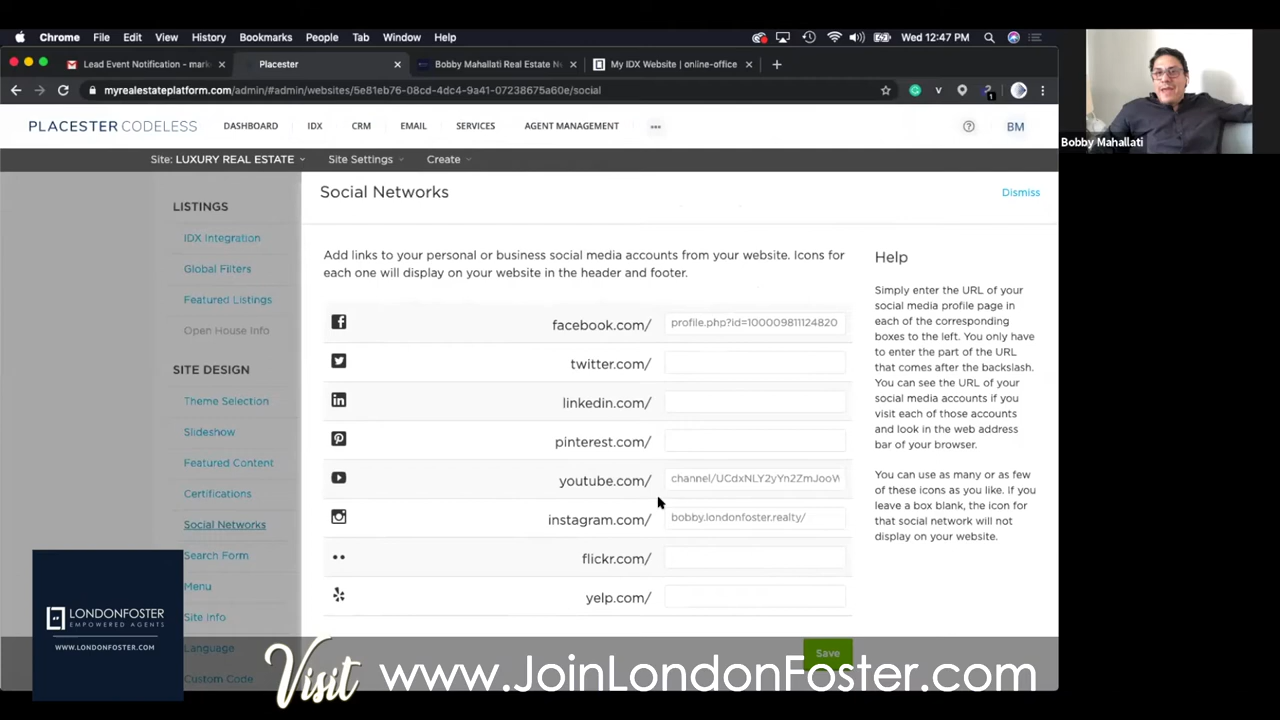 Chrome File Edit View History Bookmarks People Tab Window Help Wed 12:47 PM
Lead Event Notification - mark
Placester
Bobby Mahallati Real Estate N
My IDX Website | online-office
myrealestateplatform.com/admin/#admin/websites/5e81eb76-08cd-4dc4-9a41-07238675a60e/social
PLACESTER CODELESS DASHBOARD IDX CRM EMAIL SERVICES AGENT MANAGEMENT BM
Bobby Mahallati
Site: LUXURY REAL ESTATE Site Settings Create
LISTINGS
IDX Integration
Global Filters
Featured Listings
Open House Info
SITE DESIGN
Theme Selection
Slideshow
Featured Content
Certifications
Social Networks
Search Form
Menu
Site Info
Language
Custom Code
Social Networks
Dismiss
Add links to your personal or business social media accounts from your website. Icons for
each one will display on your website in the header and footer.
facebook.com/ profile.php?id=100009811124820
twitter.com/
linkedin.com/
pinterest.com/
youtube.com/ channel/UCdxNLY2yYn2ZmJooW
instagram.com/ bobby.londonfoster.realty/
flickr.com/
yelp.com/
Save
Help
Simply enter the URL of your
social media profile page in
each of the corresponding
boxes to the left. You only have
to enter the part of the URL
that comes after the backslash.
You can see the URL of your
social media accounts if you
visit each of those accounts
and look in the web address
bar of your browser.
You can use as many or as few
of these icons as you like. If you
leave a box blank, the icon for
that social network will not
display on your website.
LONDONFOSTER
EMPOWERED AGENTS
WWW.LONDONFOSTER.COM
Visit www.JoinLondonFoster.com